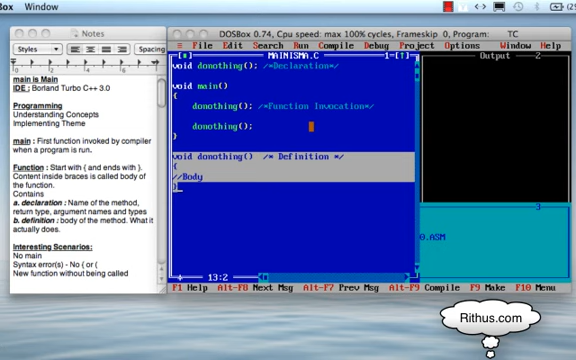 Box Window
Notes
Styles
Spacing
main is Main
IDE : Borland Turbo C++ 3.0
Programming
Understanding Concepts
Implementing Theme
main : First function invoked by compiler
when a program is run.
Function : Start with { and ends with }.
Content inside braces is called body of
the function.
Contains
a. declaration : Name of the method,
return type, argument names and types
b. definition : body of the method. What it
actually does.
Interesting Scenarios:
No main
Syntax error(s) - No { or (
New function without being called
DOSBox 0.74, Cpu speed: max 100% cycles, Frameskip 0, Program: TC
≡ File Edit Search Run Compile Debug Project Options Window Help
MAINISMA.C
1=[↑]
void donothing(); /*Declaration*/
void main()
{
donothing(); /*Function Invocation*/
donothing();
}
void donothing() /* Definition */
{
//Body
}
13:2
Output
2
3
0.ASM
F1 Help Alt-F8 Next Msg Alt-F7 Prev Msg Alt-F9 Compile F9 Make F10 Menu
Rithus.com